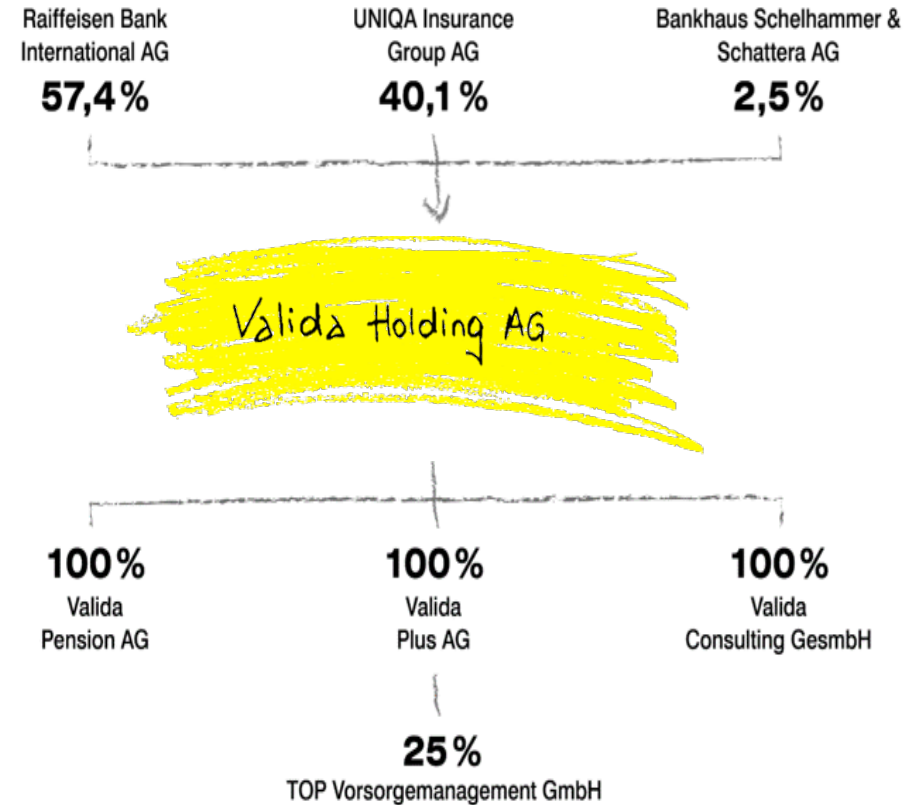 Raiffeisen Bank
International AG
57,4%
UNIQA Insurance
Group AG
40,1%
Bankhaus Schelhammer &
Schattera AG
2,5%
Valida Holding AG
100%
Valida
Pension AG
100%
Valida
Plus AG
100%
Valida
Consulting GesmbH
25%
TOP Vorsorgemanagement GmbH